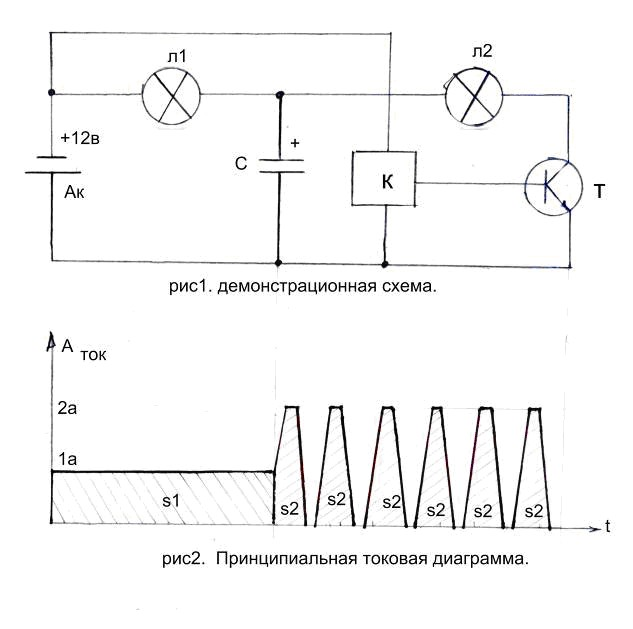 л1
л2
+12в
+
С
Ак
К
Т
рис1. демонстрационная схема.
А
ток
2а
1а
s1
s2 s2 s2 s2 s2 s2
t
рис2. Принципиальная токовая диаграмма.